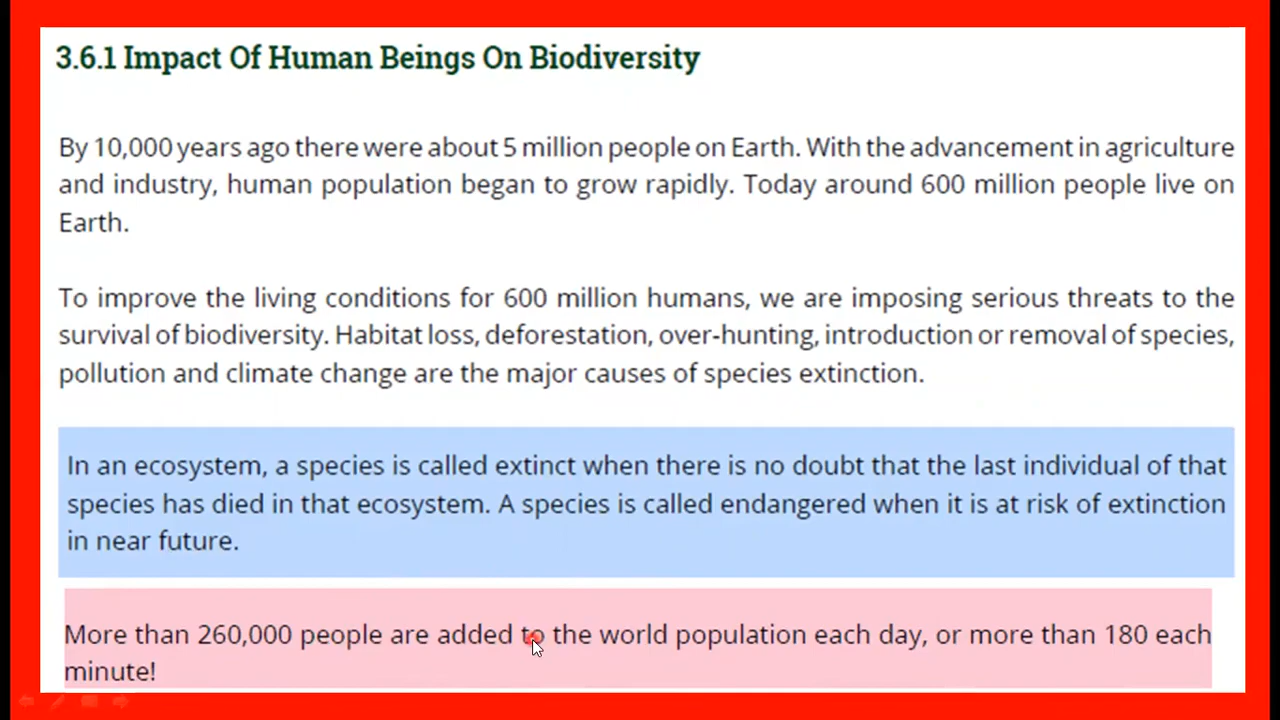 3.6.1 Impact Of Human Beings On Biodiversity
By 10,000 years ago there were about 5 million people on Earth. With the advancement in agriculture
and industry, human population began to grow rapidly. Today around 600 million people live on
Earth.
To improve the living conditions for 600 million humans, we are imposing serious threats to the
survival of biodiversity. Habitat loss, deforestation, over-hunting, introduction or removal of species,
pollution and climate change are the major causes of species extinction.
In an ecosystem, a species is called extinct when there is no doubt that the last individual of that
species has died in that ecosystem. A species is called endangered when it is at risk of extinction
in near future.
More than 260,000 people are added to the world population each day, or more than 180 each
minute!